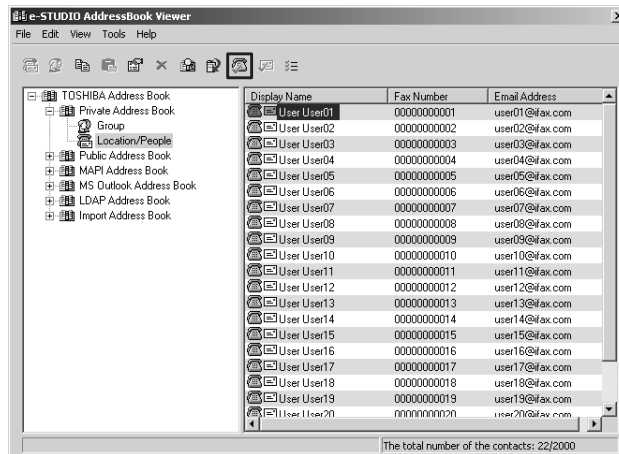 e-STUDIO AddressBook Viewer
File Edit View Tools Help
TOSHIBA Address Book
Private Address Book
Group
Location/People
Public Address Book
MAPI Address Book
MS Outlook Address Book
LDAP Address Book
Import Address Book
Display Name Fax Number Email Address
User User01 00000000001 user01@ifax.com
User User02 00000000002 user02@ifax.com
User User03 00000000003 user03@ifax.com
User User04 00000000004 user04@ifax.com
User User05 00000000005 user05@ifax.com
User User06 00000000006 user06@ifax.com
User User07 00000000007 user07@ifax.com
User User08 00000000008 user08@ifax.com
User User09 00000000009 user09@ifax.com
User User10 00000000010 user10@ifax.com
User User11 00000000011 user11@ifax.com
User User12 00000000012 user12@ifax.com
User User13 00000000013 user13@ifax.com
User User14 00000000014 user14@ifax.com
User User15 00000000015 user15@ifax.com
User User16 00000000016 user16@ifax.com
User User17 00000000017 user17@ifax.com
User User18 00000000018 user18@ifax.com
User User19 00000000019 user19@ifax.com
User User20 00000000020 user20@ifax.com
The total number of the contacts: 22/2000